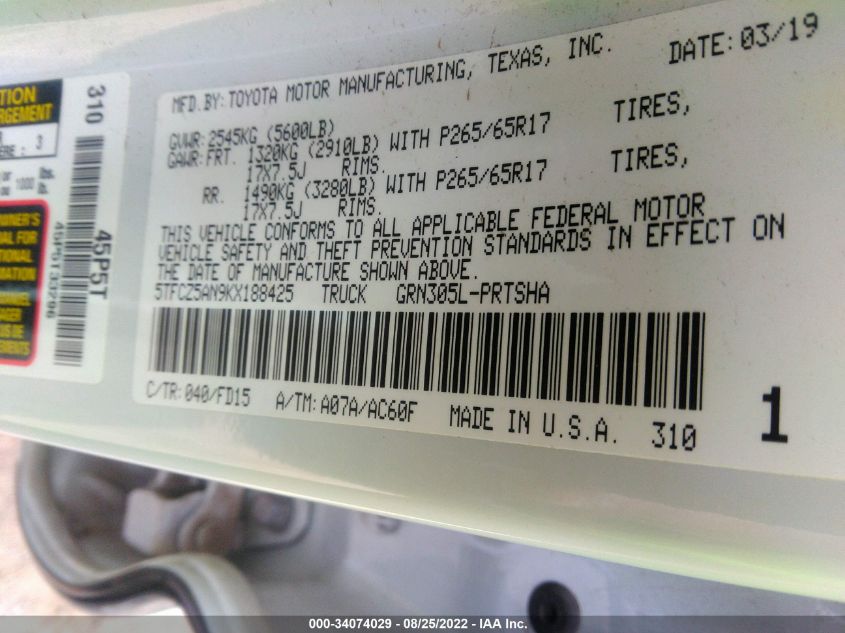 MFD.BY:TOYOTA MOTOR MANUFACTURING, TEXAS, INC. DATE:03/19
GVWR:2545KG (5600LB)
GAWR:FRT. 1320KG (2910LB) WITH P265/65R17 TIRES,
17X7.5J RIMS.
RR. 1490KG (3280LB) WITH P265/65R17 TIRES,
17X7.5J RIMS.
THIS VEHICLE CONFORMS TO ALL APPLICABLE FEDERAL MOTOR
VEHICLE SAFETY AND THEFT PREVENTION STANDARDS IN EFFECT ON
THE DATE OF MANUFACTURE SHOWN ABOVE.
5TFCZ5AN9KX188425 TRUCK GRN305L-PRTSHA
C/TR:040/FD15 A/TM:A07A/AC60F MADE IN U.S.A. 310
1
310
45P5T
45P5T33796
3
or
1000
000-34074029 - 08/25/2022 - IAA Inc.